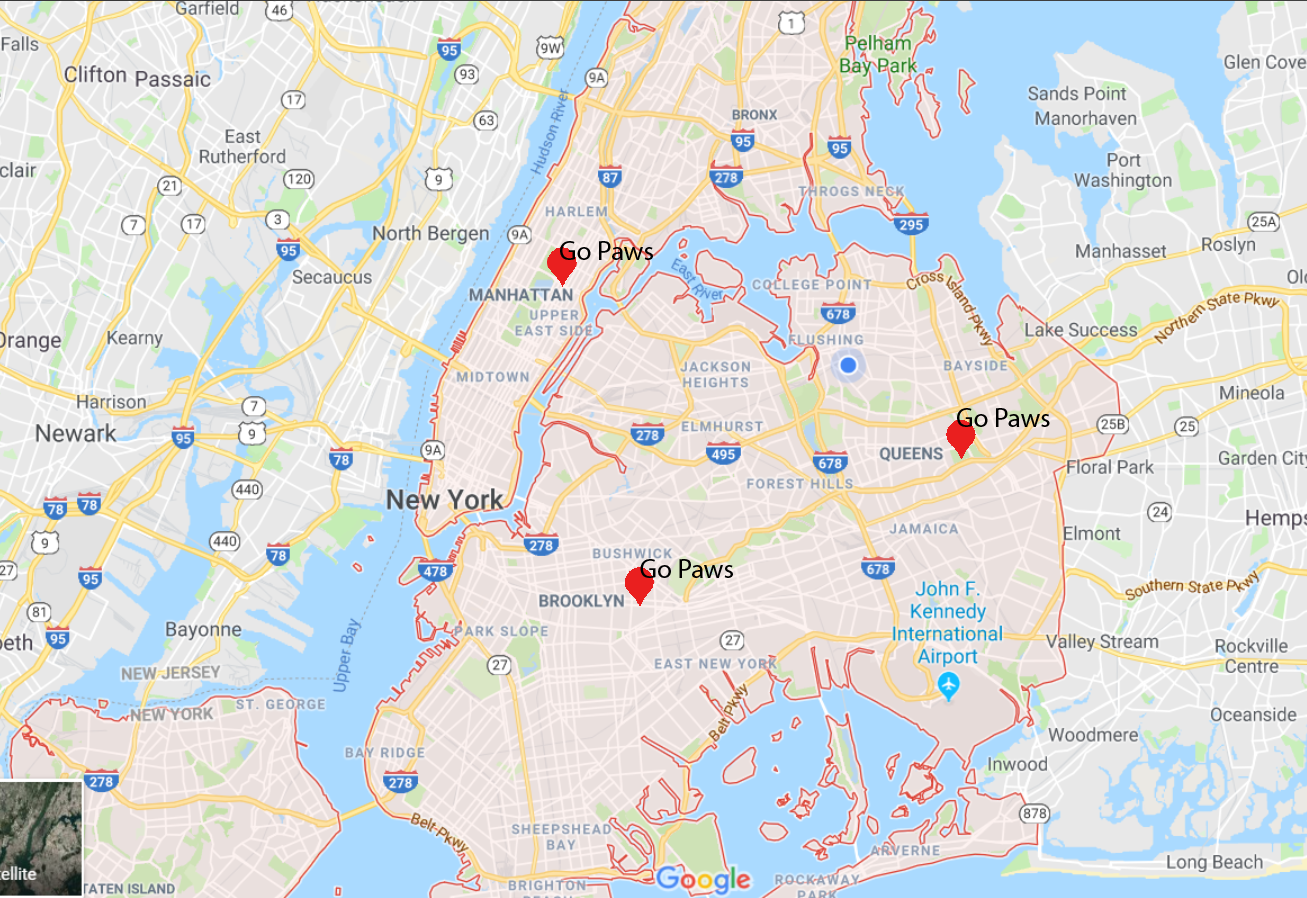 Garfield
46
1
Falls
95
9W
Pelham
Bay Park
Glen Cove
Clifton
Passaic
93
9A
Sands Point
Manorhaven
17
63
Hudson River
BRONX
East
Rutherford
95
95
Port
Washington
clair
120
9
87
278
21
THROGS NECK
7
17
3
HARLEM
295
25A
North Bergen
9A
Roslyn
95
Go Paws
Manhasset
Secaucus
East River
COLLEGE POINT
Cross Island Pkwy
MANHATTAN
UPPER
EAST SIDE
678
Northern State Pkwy
Lake Success
Orange
Kearny
FLUSHING
MIDTOWN
JACKSON
HEIGHTS
BAYSIDE
Mineola
Harrison
7
9
Newark
95
278
ELMHURST
Go Paws
25B
25
9A
78
495
678
QUEENS
Floral Park
Garden City
440
New York
FOREST HILLS
78
78
24
Hemps
9
440
278
JAMAICA
Elmont
78
BUSHWICK
27
95
478
Go Paws
678
Southern State Pkwy
81
BROOKLYN
John F.
Kennedy
International
Airport
beth
95
Bayonne
Upper Bay
PARK SLOPE
27
Valley Stream
Rockville
Centre
NEW JERSEY
27
EAST NEW YORK
NEW YORK
ST. GEORGE
Belt Pkwy
Oceanside
BAY RIDGE
Woodmere
278
278
Inwood
Belt Pkwy
SHEEPSHEAD
BAY
878
ARVERNE
Long Beach
ellite
TATEN ISLAND
BRIGHTON
Google
ROCKAWAY
PARK